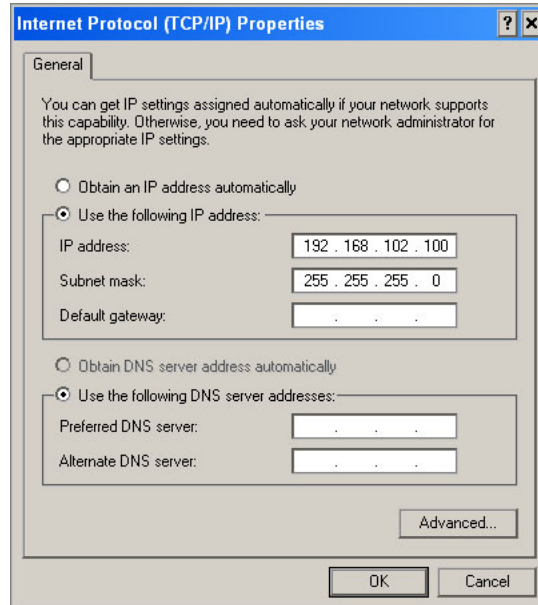 Internet Protocol (TCP/IP) Properties
General
You can get IP settings assigned automatically if your network supports
this capability. Otherwise, you need to ask your network administrator for
the appropriate IP settings.
Obtain an IP address automatically
Use the following IP address:
IP address: 192 . 168 . 102 . 100
Subnet mask: 255 . 255 . 255 . 0
Default gateway: . . .
Obtain DNS server address automatically
Use the following DNS server addresses:
Preferred DNS server: . . .
Alternate DNS server: . . .
Advanced...
OK Cancel